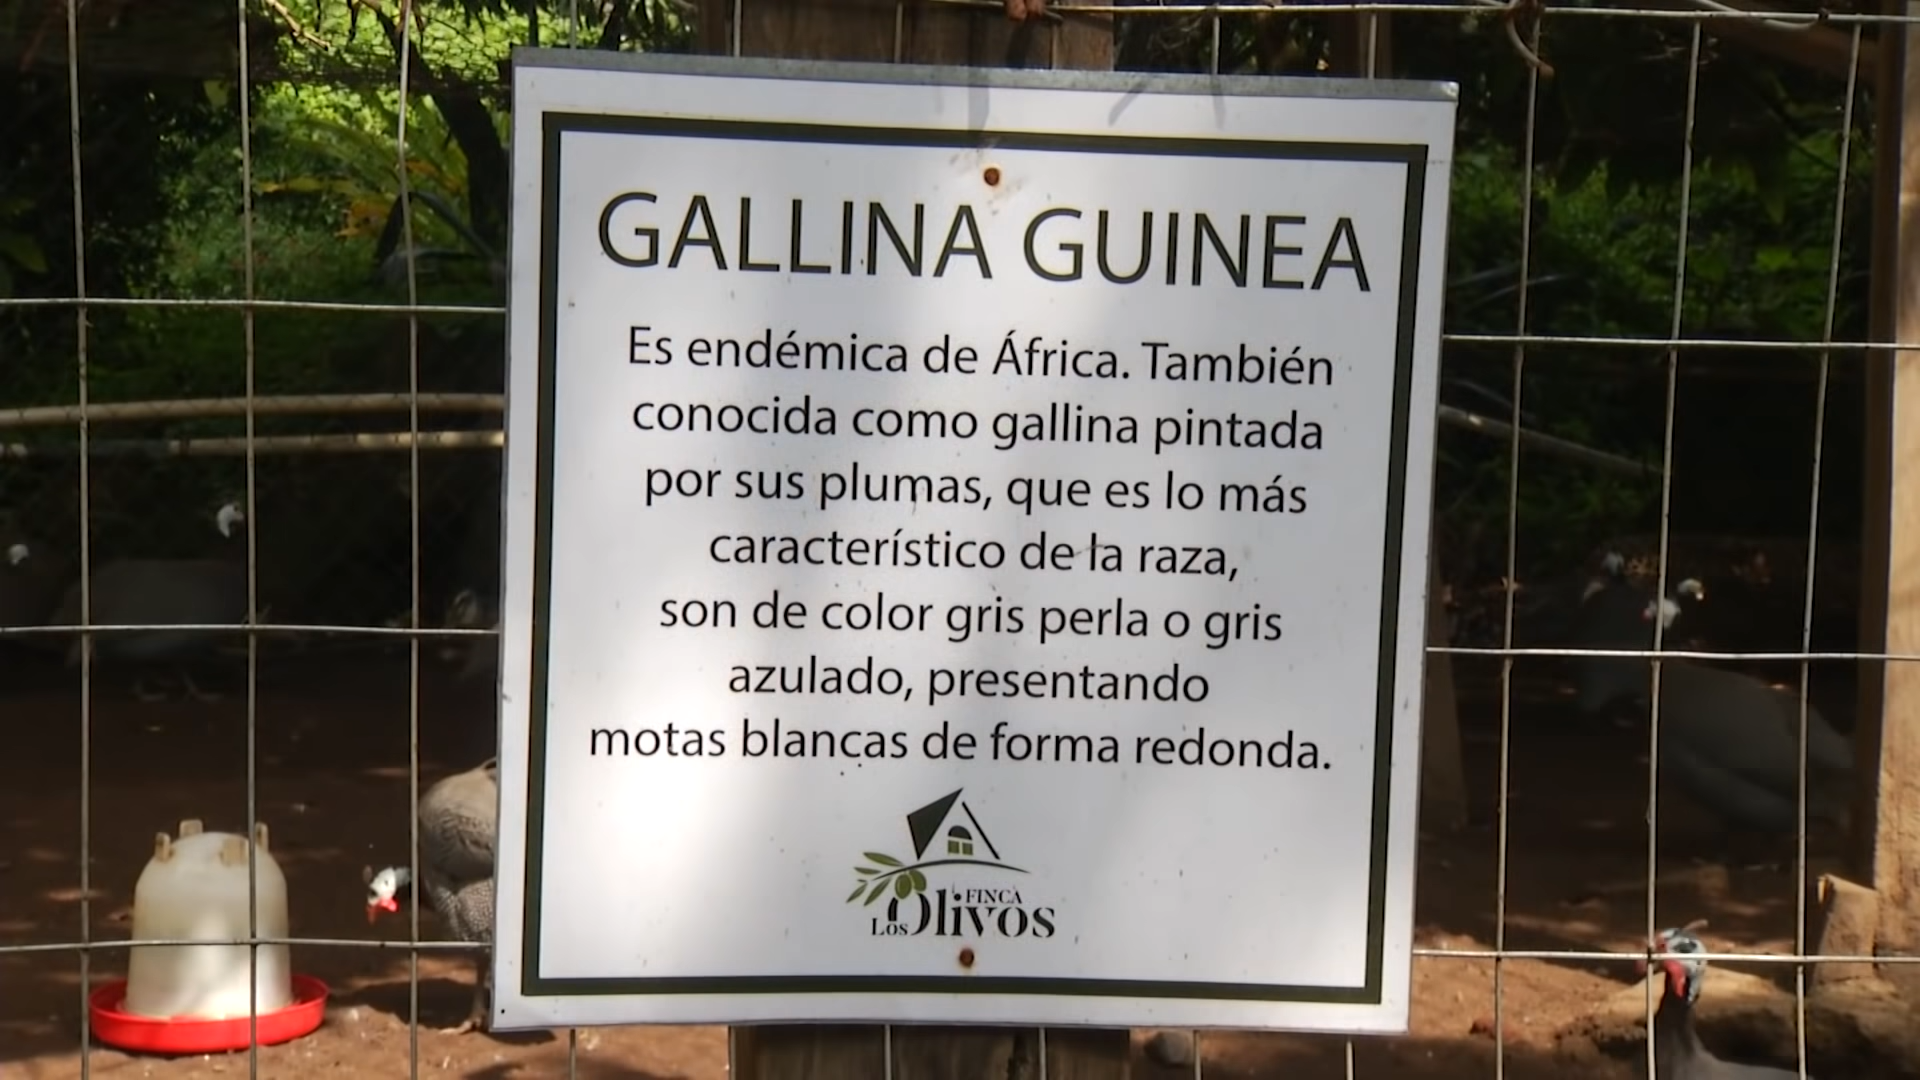 GALLINA GUINEA
Es endémica de África. También
conocida como gallina pintada
por sus plumas, que es lo más
característico de la raza,
son de color gris perla o gris
azulado, presentando
motas blancas de forma redonda.
FINCA
Los Olivos